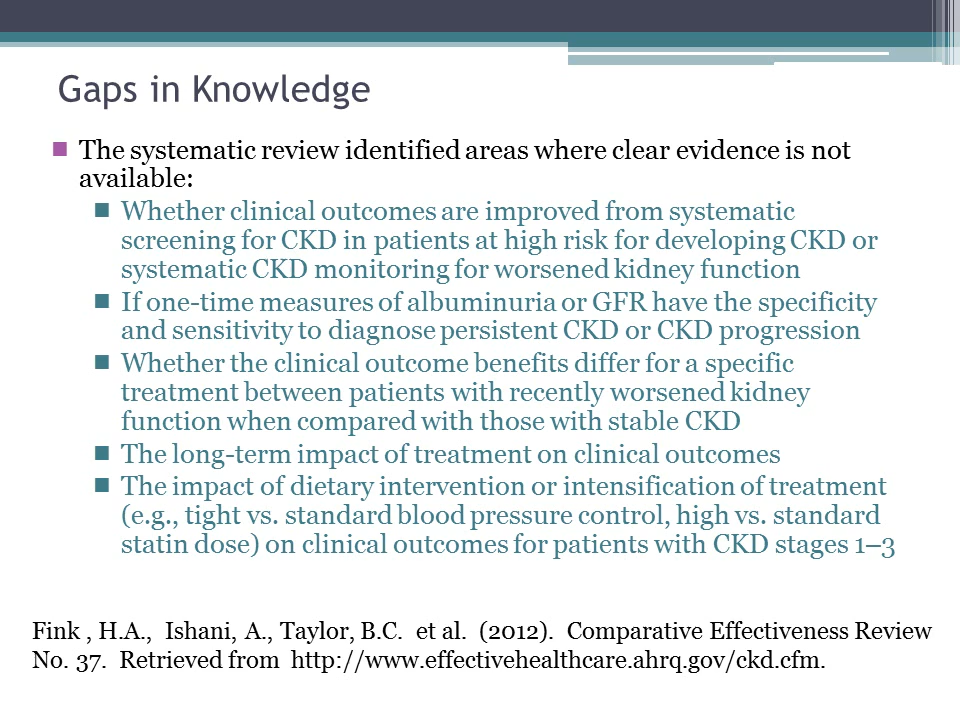 Gaps in Knowledge
The systematic review identified areas where clear evidence is not
available:
Whether clinical outcomes are improved from systematic
screening for CKD in patients at high risk for developing CKD or
systematic CKD monitoring for worsened kidney function
If one-time measures of albuminuria or GFR have the specificity
and sensitivity to diagnose persistent CKD or CKD progression
Whether the clinical outcome benefits differ for a specific
treatment between patients with recently worsened kidney
function when compared with those with stable CKD
The long-term impact of treatment on clinical outcomes
The impact of dietary intervention or intensification of treatment
(e.g., tight vs. standard blood pressure control, high vs. standard
statin dose) on clinical outcomes for patients with CKD stages 1–3
Fink , H.A., Ishani, A., Taylor, B.C. et al. (2012). Comparative Effectiveness Review
No. 37. Retrieved from http://www.effectivehealthcare.ahrq.gov/ckd.cfm.